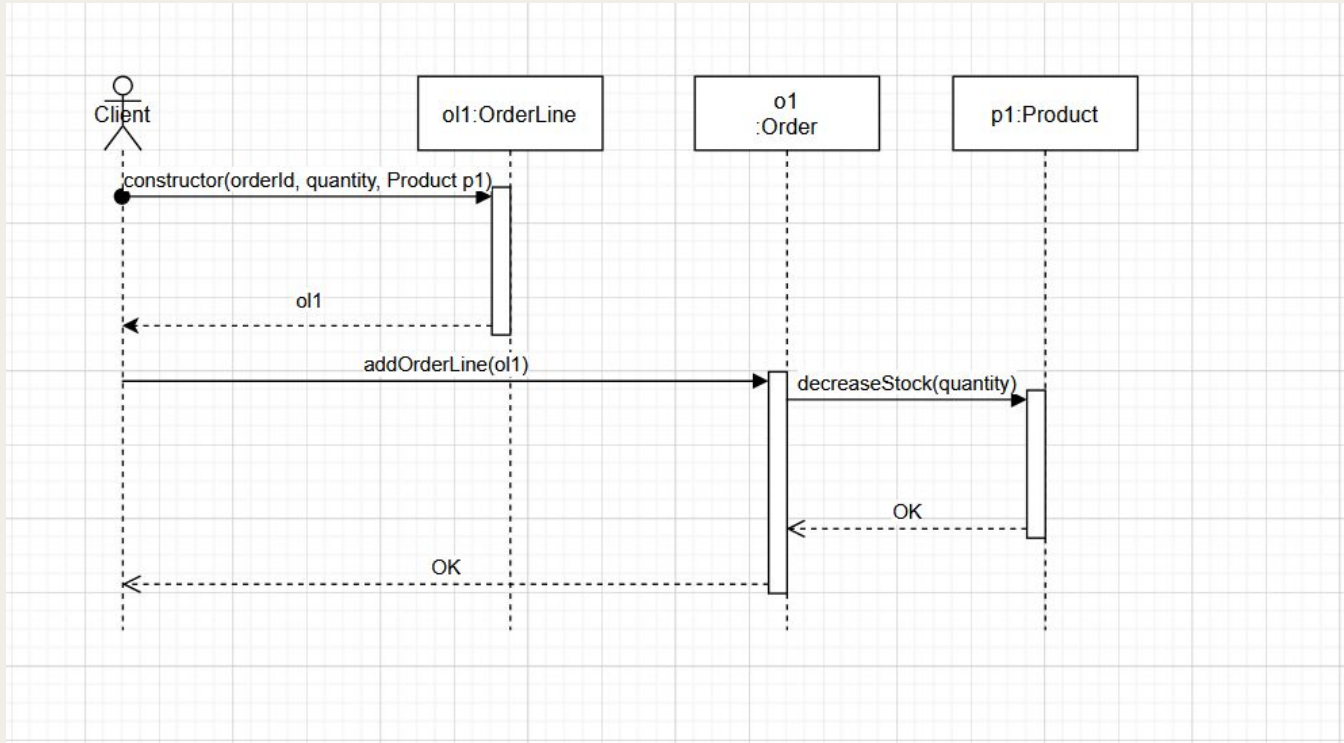 Client
ol1:OrderLine
o1
:Order
p1:Product
constructor(orderId, quantity, Product p1)
ol1
addOrderLine(ol1)
decreaseStock(quantity)
OK
OK